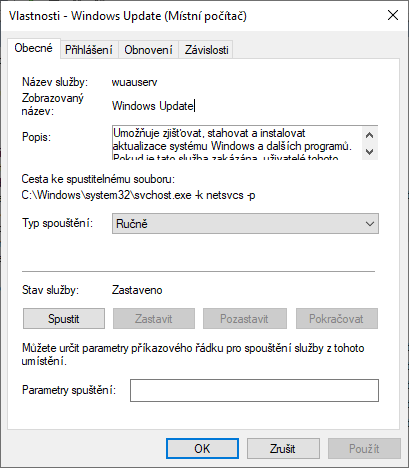 Vlastnosti - Windows Update (Místní počítač)
Obecné Přihlášení Obnovení Závislosti
Název služby: wuauserv
Zobrazovaný název: Windows Update
Popis: Umožňuje zjišťovat, stahovat a instalovat
aktualizace systému Windows a dalších programů.
Pokud je tato služba zakázána, uživatelé tohoto
Cesta ke spustitelnému souboru:
C:\Windows\system32\svchost.exe -k netsvcs -p
Typ spouštění: Ručně
Stav služby: Zastaveno
Spustit Zastavit Pozastavit Pokračovat
Můžete určit parametry příkazového řádku pro spouštění služby z tohoto
umístění.
Parametry spuštění:
OK Zrušit Použít